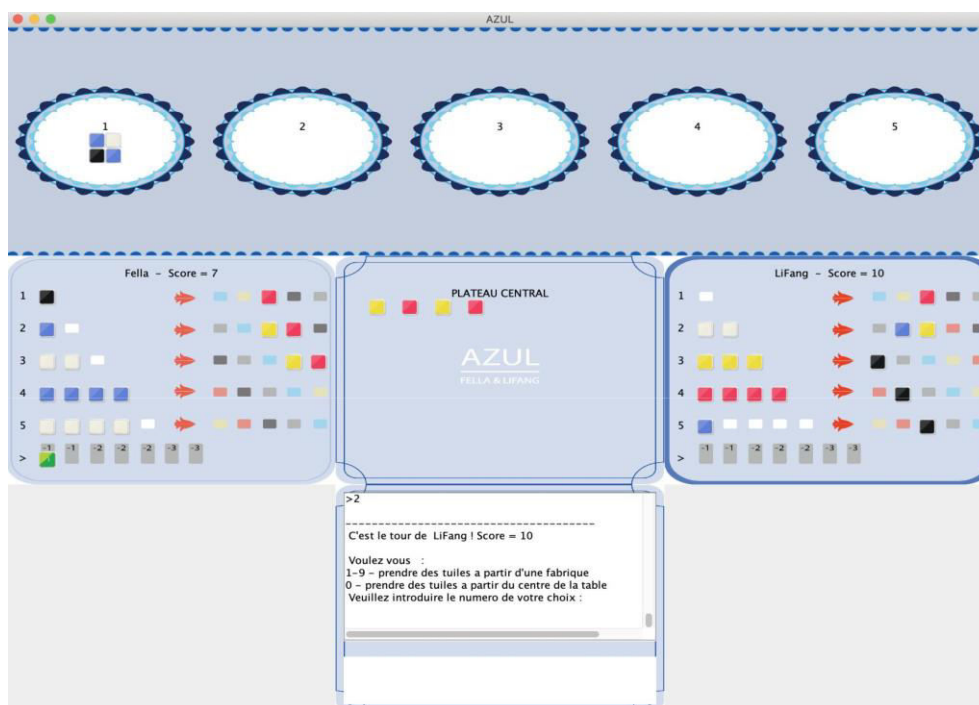 AZUL
1
2
3
4
5
Fella - Score = 7
1
2
3
4
5
>
-1 -1 -2 -2 -2 -3 -3
PLATEAU CENTRAL
AZUL
FELLA & LIFANG
LiFang - Score = 10
1
2
3
4
5
>
-1 -1 -2 -2 -2 -3 -3
>2
--------------------------------------
C'est le tour de LiFang ! Score = 10
Voulez vous :
1-9 - prendre des tuiles a partir d'une fabrique
0 - prendre des tuiles a partir du centre de la table
Veuillez introduire le numero de votre choix :